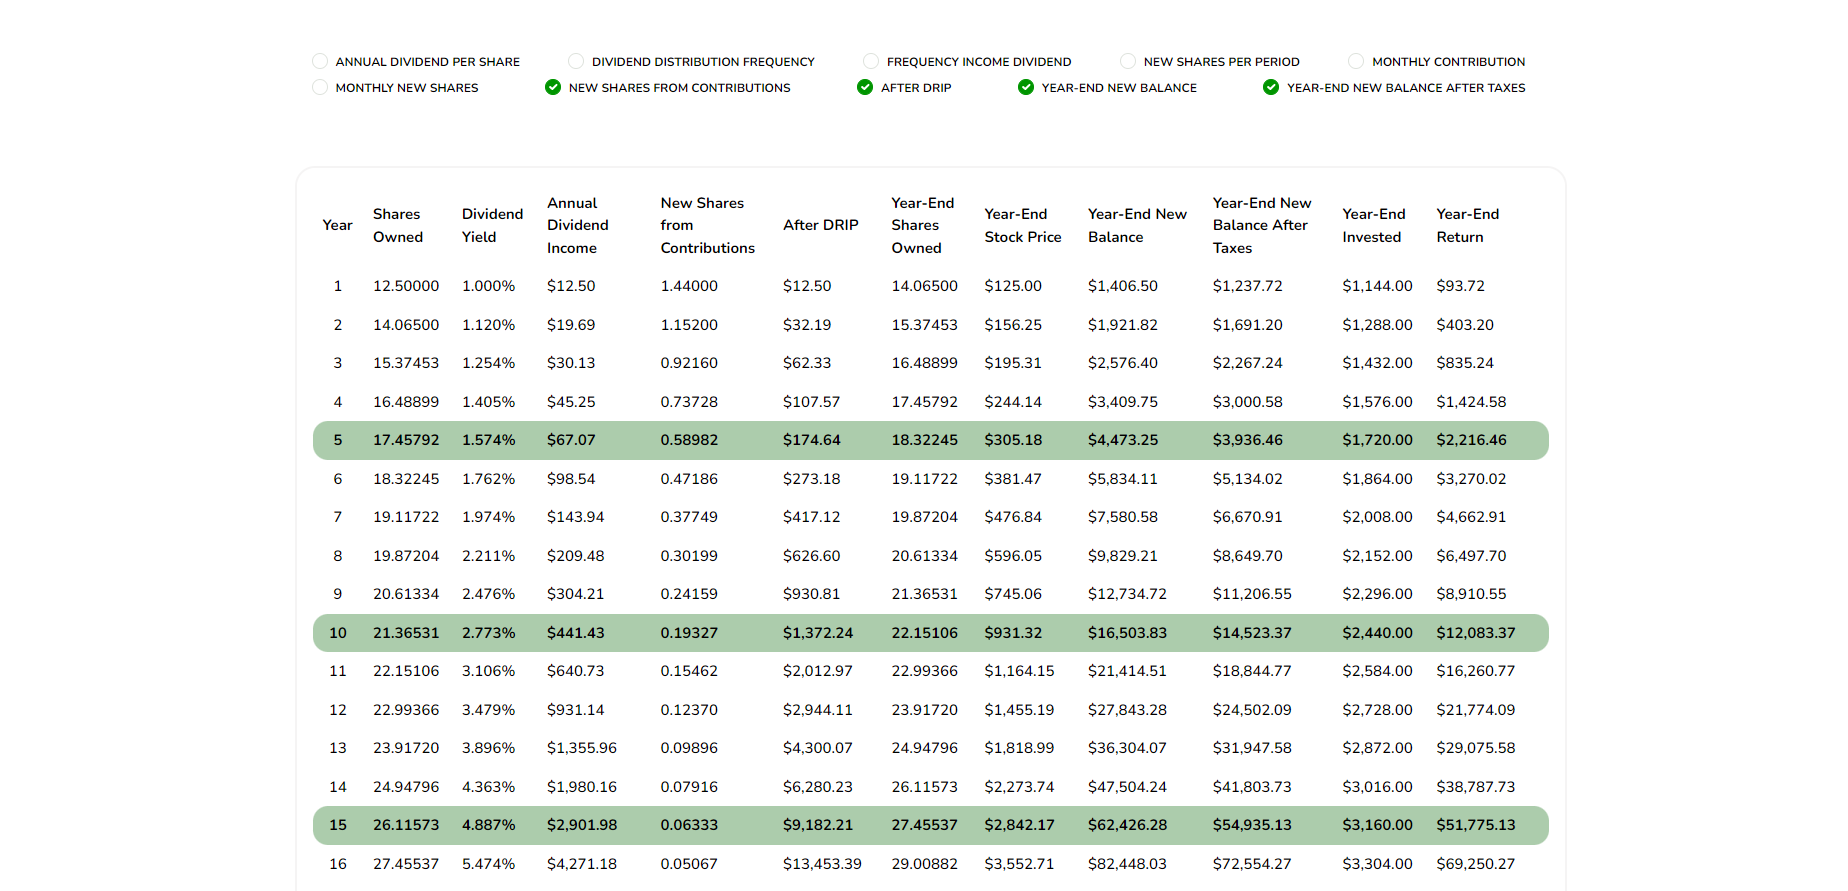 ANNUAL DIVIDEND PER SHARE DIVIDEND DISTRIBUTION FREQUENCY FREQUENCY INCOME DIVIDEND NEW SHARES PER PERIOD MONTHLY CONTRIBUTION
MONTHLY NEW SHARES NEW SHARES FROM CONTRIBUTIONS AFTER DRIP YEAR-END NEW BALANCE YEAR-END NEW BALANCE AFTER TAXES
Year Shares Owned Dividend Yield Annual Dividend Income New Shares from Contributions After DRIP Year-End Shares Owned Year-End Stock Price Year-End New Balance Year-End New Balance After Taxes Year-End Invested Year-End Return
1 12.50000 1.000% $12.50 1.44000 $12.50 14.06500 $125.00 $1,406.50 $1,237.72 $1,144.00 $93.72
2 14.06500 1.120% $19.69 1.15200 $32.19 15.37453 $156.25 $1,921.82 $1,691.20 $1,288.00 $403.20
3 15.37453 1.254% $30.13 0.92160 $62.33 16.48899 $195.31 $2,576.40 $2,267.24 $1,432.00 $835.24
4 16.48899 1.405% $45.25 0.73728 $107.57 17.45792 $244.14 $3,409.75 $3,000.58 $1,576.00 $1,424.58
5 17.45792 1.574% $67.07 0.58982 $174.64 18.32245 $305.18 $4,473.25 $3,936.46 $1,720.00 $2,216.46
6 18.32245 1.762% $98.54 0.47186 $273.18 19.11722 $381.47 $5,834.11 $5,134.02 $1,864.00 $3,270.02
7 19.11722 1.974% $143.94 0.37749 $417.12 19.87204 $476.84 $7,580.58 $6,670.91 $2,008.00 $4,662.91
8 19.87204 2.211% $209.48 0.30199 $626.60 20.61334 $596.05 $9,829.21 $8,649.70 $2,152.00 $6,497.70
9 20.61334 2.476% $304.21 0.24159 $930.81 21.36531 $745.06 $12,734.72 $11,206.55 $2,296.00 $8,910.55
10 21.36531 2.773% $441.43 0.19327 $1,372.24 22.15106 $931.32 $16,503.83 $14,523.37 $2,440.00 $12,083.37
11 22.15106 3.106% $640.73 0.15462 $2,012.97 22.99366 $1,164.15 $21,414.51 $18,844.77 $2,584.00 $16,260.77
12 22.99366 3.479% $931.14 0.12370 $2,944.11 23.91720 $1,455.19 $27,843.28 $24,502.09 $2,728.00 $21,774.09
13 23.91720 3.896% $1,355.96 0.09896 $4,300.07 24.94796 $1,818.99 $36,304.07 $31,947.58 $2,872.00 $29,075.58
14 24.94796 4.363% $1,980.16 0.07916 $6,280.23 26.11573 $2,273.74 $47,504.24 $41,803.73 $3,016.00 $38,787.73
15 26.11573 4.887% $2,901.98 0.06333 $9,182.21 27.45537 $2,842.17 $62,426.28 $54,935.13 $3,160.00 $51,775.13
16 27.45537 5.474% $4,271.18 0.05067 $13,453.39 29.00882 $3,552.71 $82,448.03 $72,554.27 $3,304.00 $69,250.27